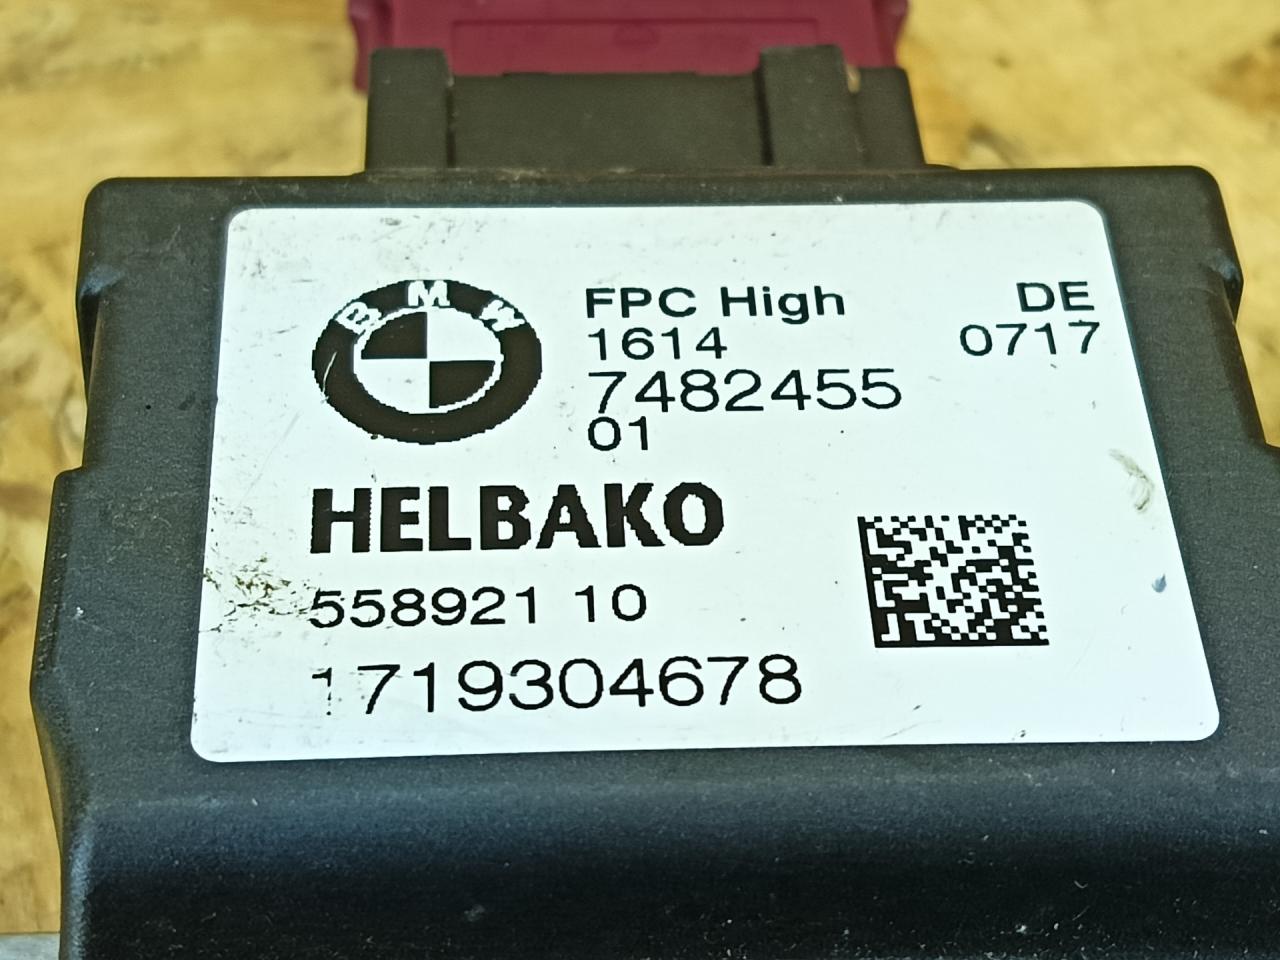 BMW
FPC High DE
1614 0717
7482455
01
HELBAKO
558921 10
1719304678